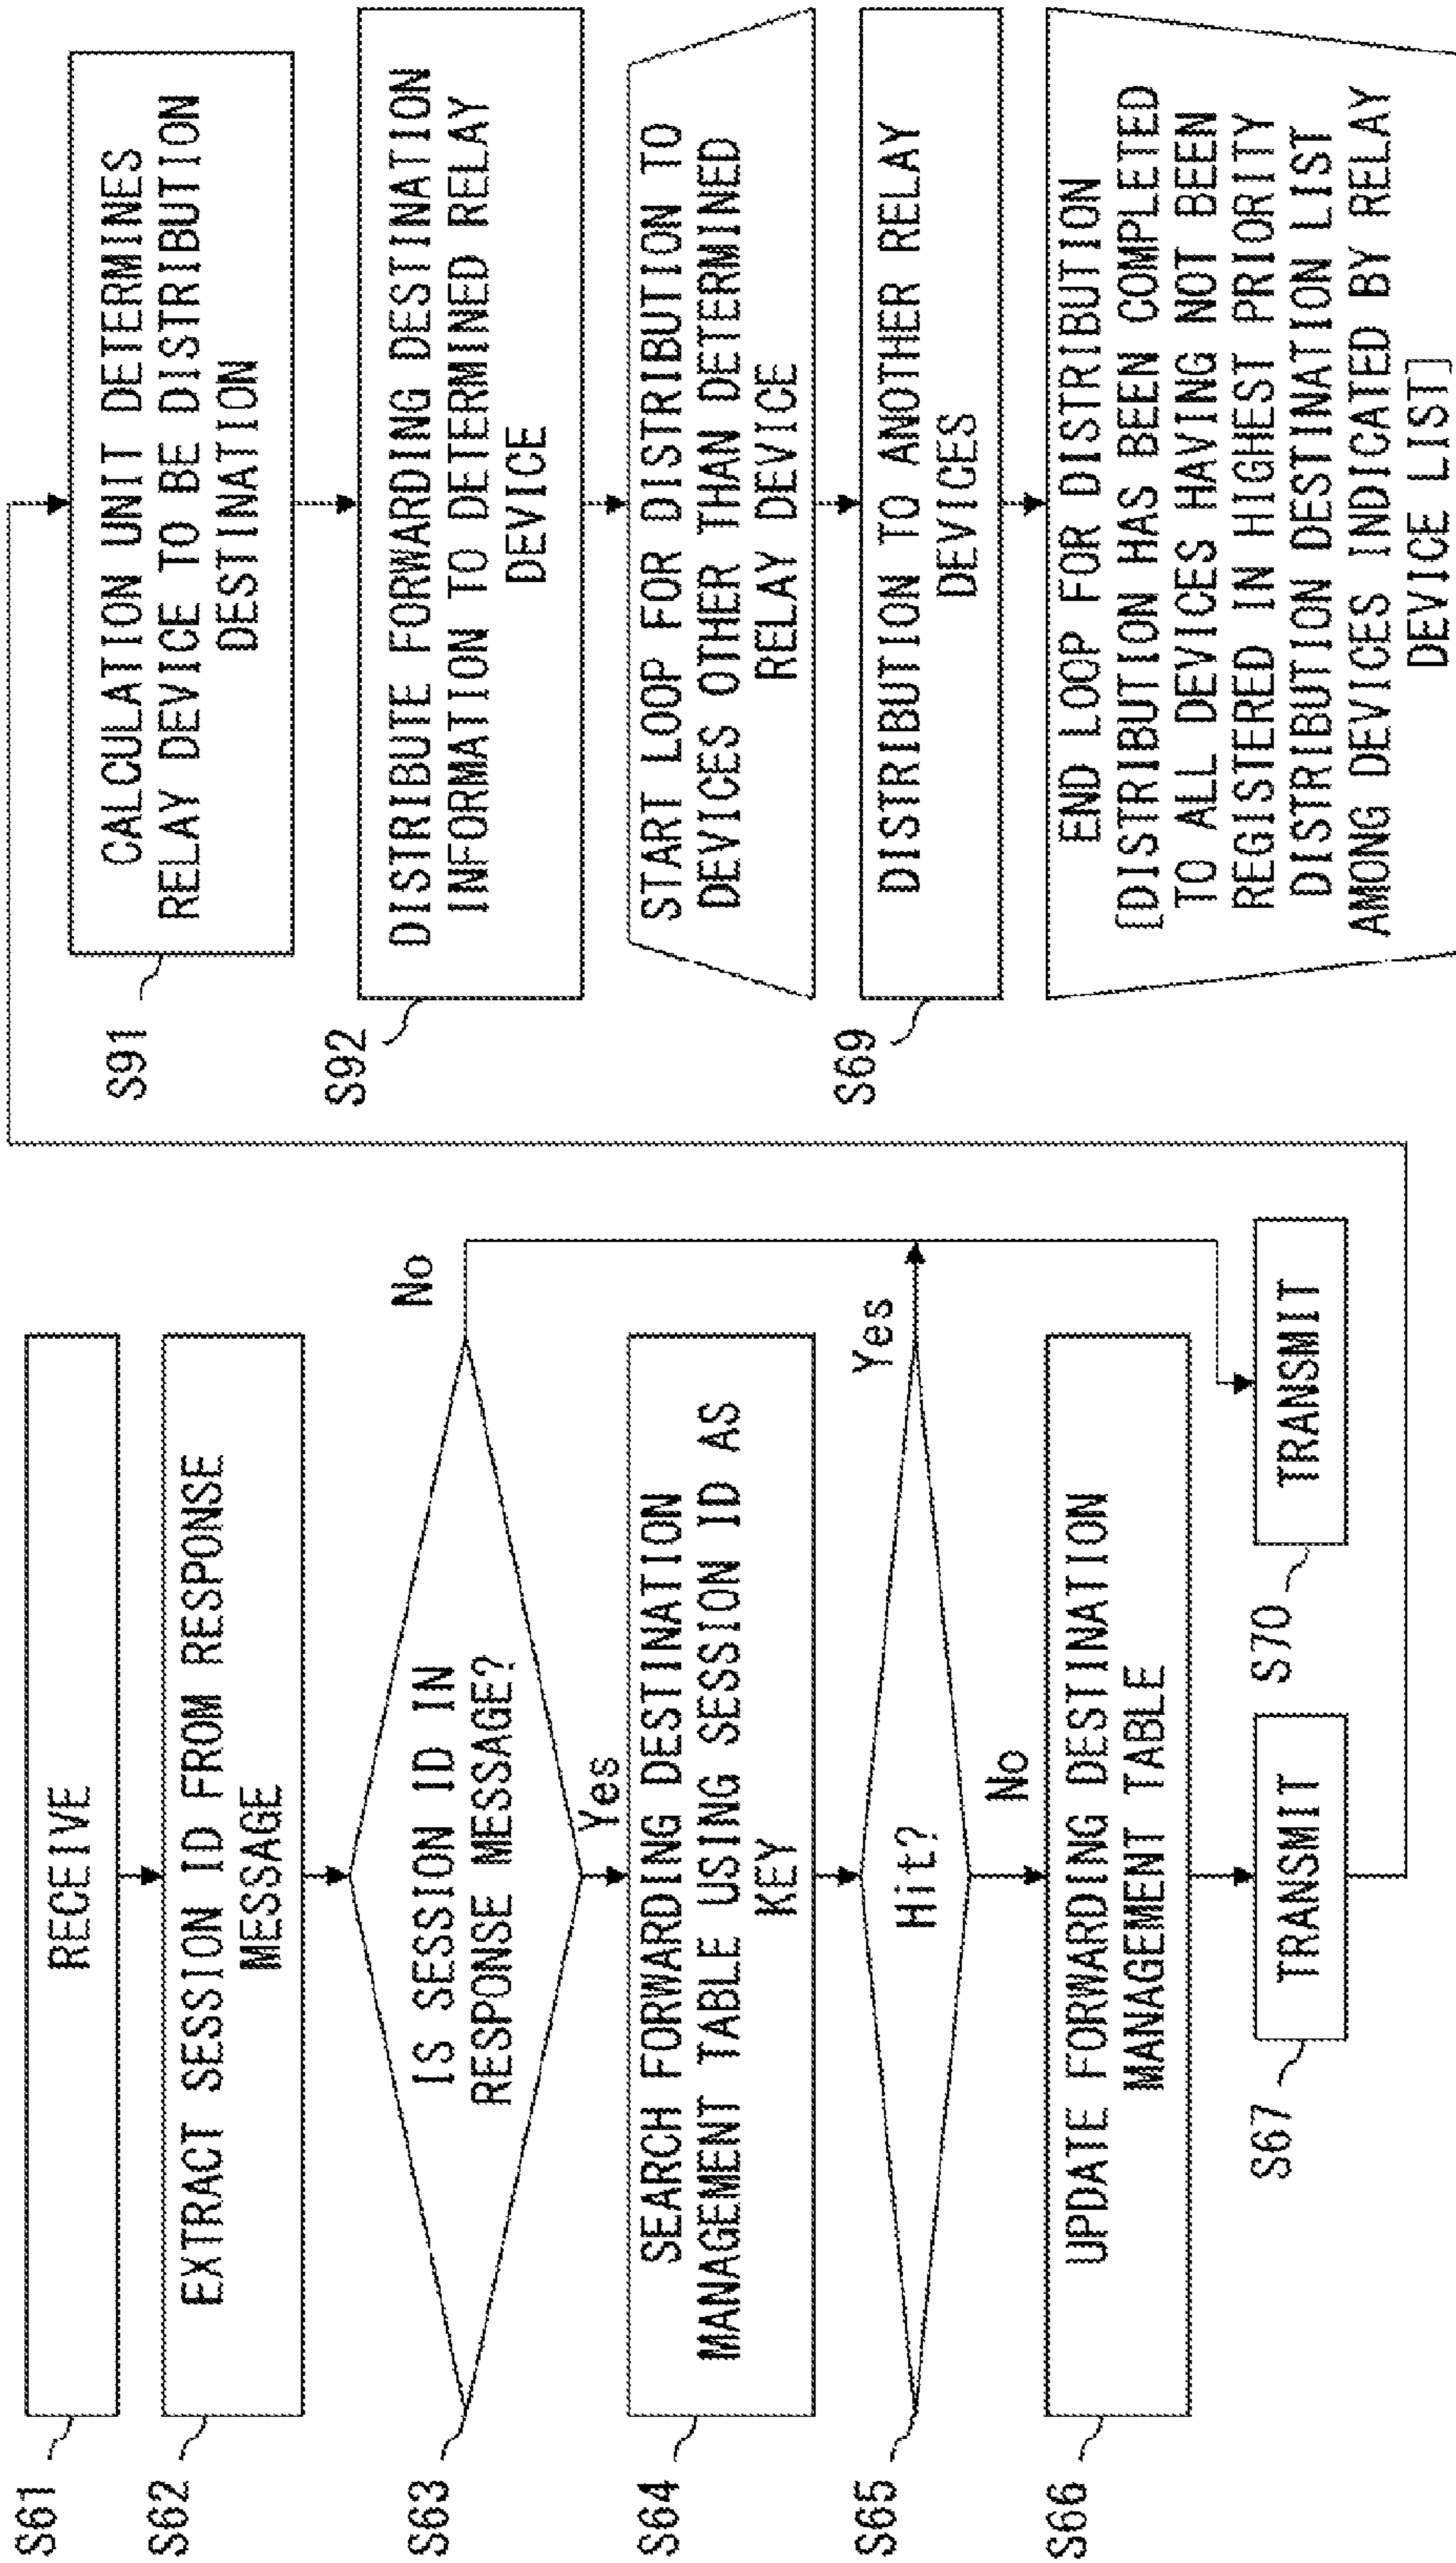 S61
RECEIVE
S62
EXTRACT SESSION ID FROM RESPONSE
MESSAGE
S63
IS SESSION ID IN
RESPONSE MESSAGE?
No
Yes
S64
SEARCH FORWARDING DESTINATION
MANAGEMENT TABLE USING SESSION ID AS
KEY
S65
Hit?
Yes
No
S66
UPDATE FORWARDING DESTINATION
MANAGEMENT TABLE
S67
TRANSMIT
S70
TRANSMIT
S91
CALCULATION UNIT DETERMINES
RELAY DEVICE TO BE DISTRIBUTION
DESTINATION
S92
DISTRIBUTE FORWARDING DESTINATION
INFORMATION TO DETERMINED RELAY
DEVICE
START LOOP FOR DISTRIBUTION TO
DEVICES OTHER THAN DETERMINED
RELAY DEVICE
S69
DISTRIBUTION TO ANOTHER RELAY
DEVICES
END LOOP FOR DISTRIBUTION
[DISTRIBUTION HAS BEEN COMPLETED
TO ALL DEVICES HAVING NOT BEEN
REGISTERED IN HIGHEST PRIORITY
DISTRIBUTION DESTINATION LIST
AMONG DEVICES INDICATED BY RELAY
DEVICE LIST]